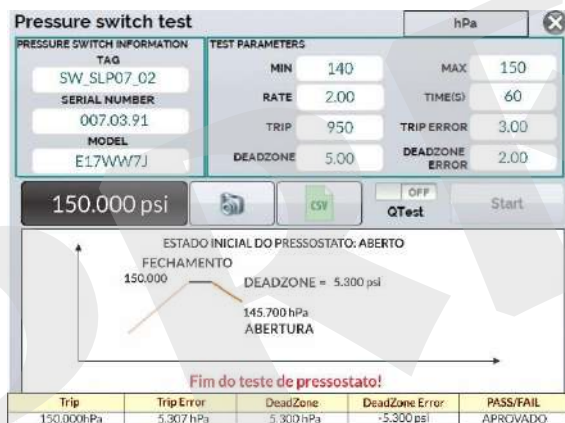 Pressure switch test
hPa
PRESSURE SWITCH INFORMATION
TAG
SW_SLP07_02
SERIAL NUMBER
007.03.91
MODEL
E17WW7J
TEST PARAMETERS
MIN 140 MAX 150
RATE 2.00 TIME(S) 60
TRIP 950 TRIP ERROR 3.00
DEADZONE 5.00 DEADZONE ERROR 2.00
150.000 psi
CSV
OFF
QTest
Start
ESTADO INICIAL DO PRESSOSTATO: ABERTO
FECHAMENTO
150.000
DEADZONE = 5.300 psi
145.700 hPa
ABERTURA
Fim do teste de pressostato!
Trip Trip Error DeadZone DeadZone Error PASS/FAIL
150.000hPa 5.307 hPa 5.300 hPa -5.300 psi APROVADO